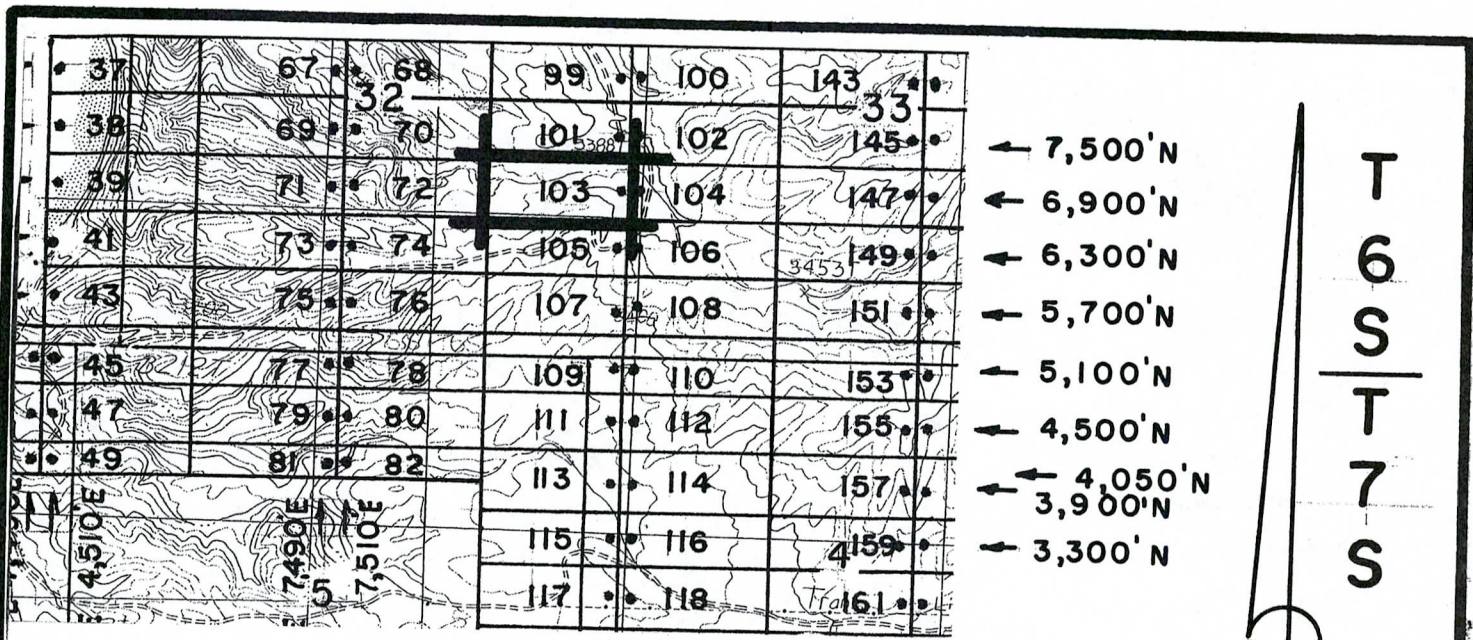 37 67 68 99 100 143
32 33
38 69 70 101 5388 102 145 7,500'N
39 71 72 103 104 147 6,900'N
41 73 74 105 106 3453 149 6,300'N
43 75 76 107 108 151 5,700'N
45 77 78 109 110 153 5,100'N
47 79 80 111 112 155 4,500'N
49 81 82 113 114 157 4,050'N
3,900'N
115 116 4 159 3,300'N
117 118 161
4,510'E
7,490'E
7,510'E
5
T
6
S
T
7
S